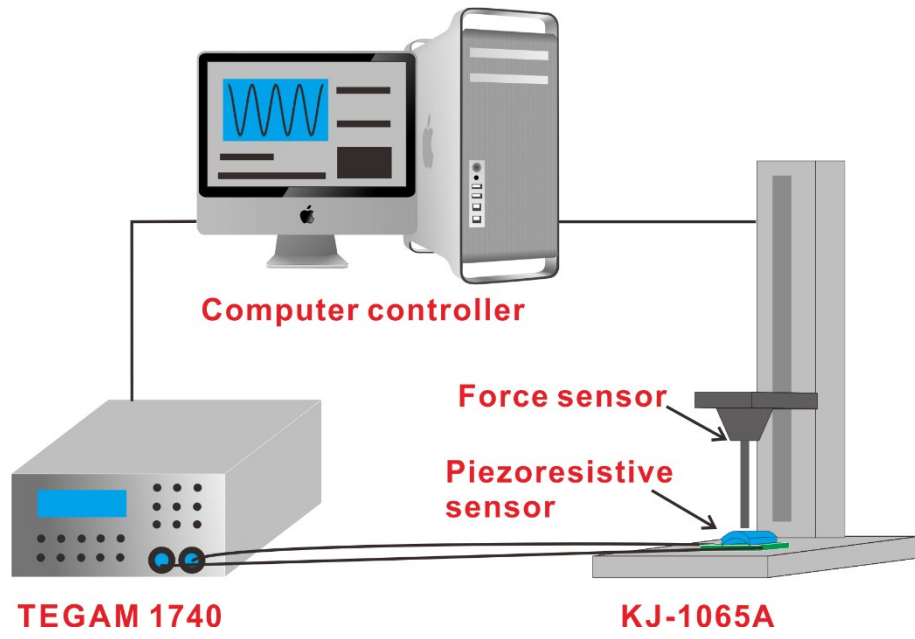 Computer controller
Force sensor
Piezoresistive
sensor
TEGAM 1740
KJ-1065A